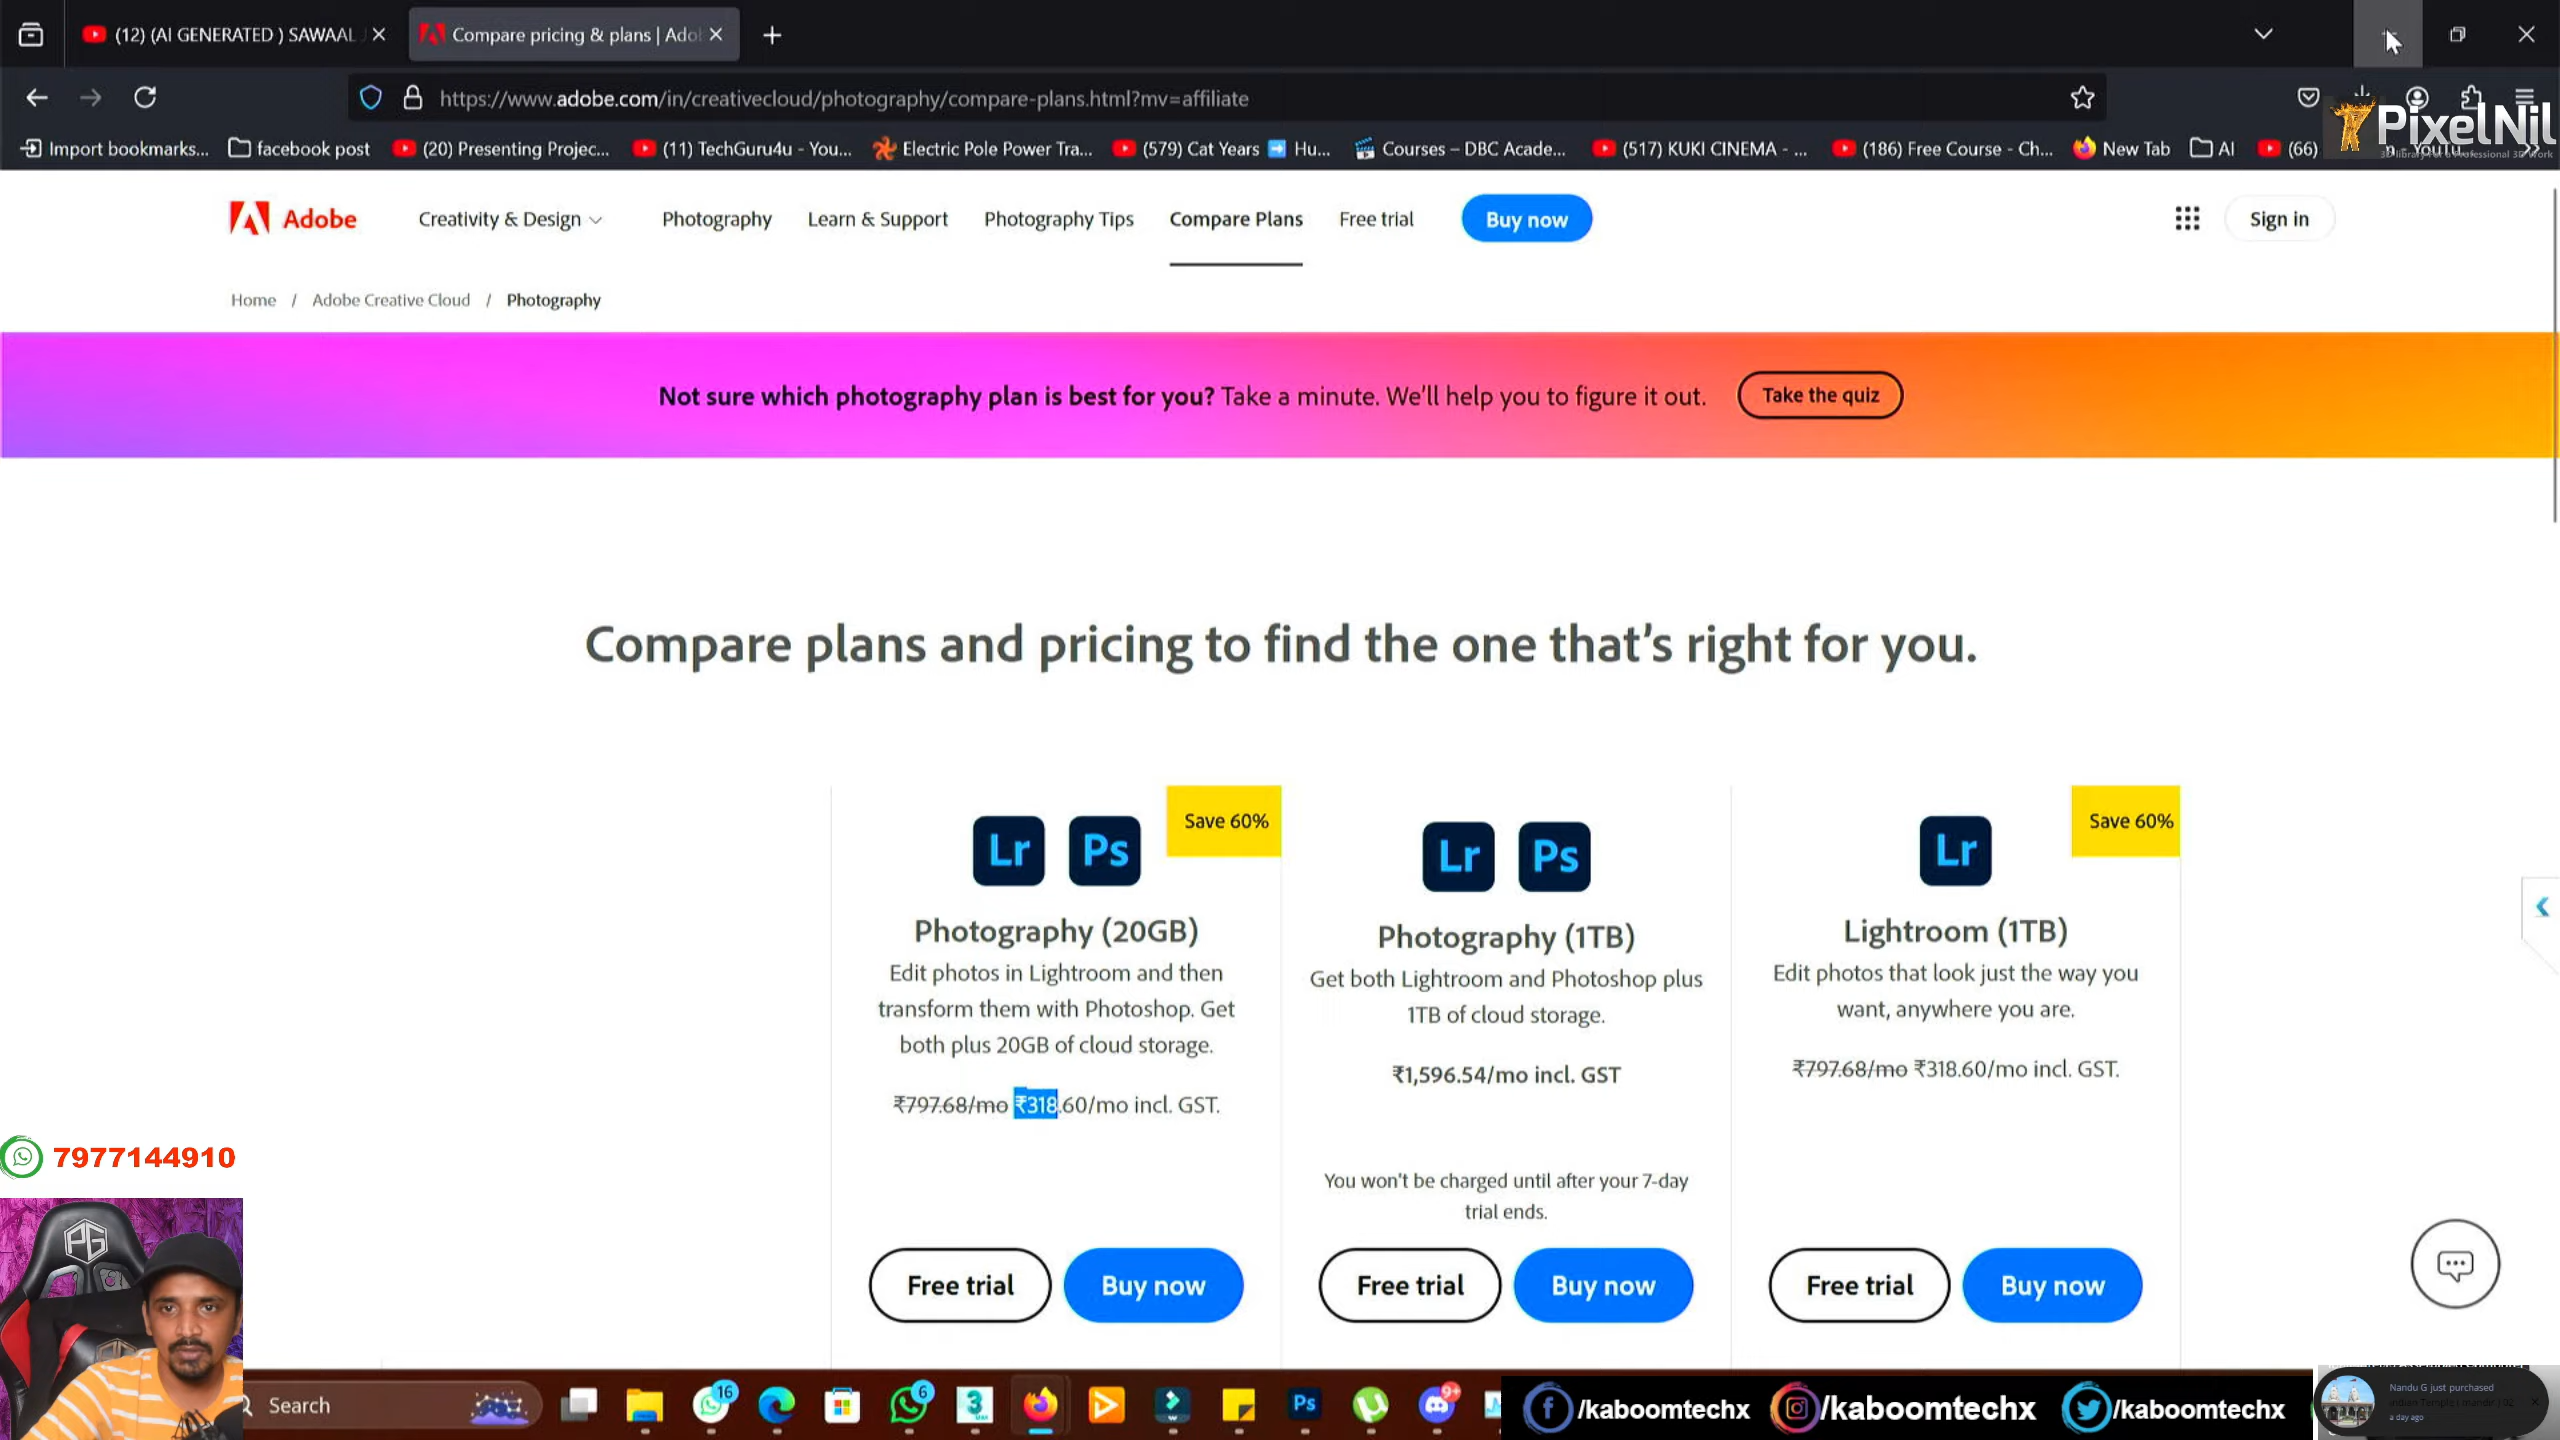 (12) (AI GENERATED ) SAWAAL
Compare pricing & plans | Ado
https://www.adobe.com/in/creativecloud/photography/compare-plans.html?mv=affiliate
PixelNil
Import bookmarks...
facebook post
(20) Presenting Projec...
(11) TechGuru4u - You...
Electric Pole Power Tra...
(579) Cat Years ➡ Hu...
Courses – DBC Acade...
(517) KUKI CINEMA - ...
(186) Free Course - Ch...
New Tab
AI
(66)
Adobe
Creativity & Design
Photography
Learn & Support
Photography Tips
Compare Plans
Free trial
Buy now
Sign in
Home / Adobe Creative Cloud / Photography
Not sure which photography plan is best for you? Take a minute. We'll help you to figure it out.
Take the quiz
Compare plans and pricing to find the one that's right for you.
Lr Ps
Save 60%
Photography (20GB)
Edit photos in Lightroom and then
transform them with Photoshop. Get
both plus 20GB of cloud storage.
₹797.68/mo ₹318.60/mo incl. GST.
Free trial
Buy now
Lr Ps
Photography (1TB)
Get both Lightroom and Photoshop plus
1TB of cloud storage.
₹1,596.54/mo incl. GST
You won't be charged until after your 7-day
trial ends.
Free trial
Buy now
Lr
Save 60%
Lightroom (1TB)
Edit photos that look just the way you
want, anywhere you are.
₹797.68/mo ₹318.60/mo incl. GST.
Free trial
Buy now
7977144910
PG
Search
16
6
3
Ps
9+
/kaboomtechx
/kaboomtechx
/kaboomtechx
Nandu G just purchased
a day ago